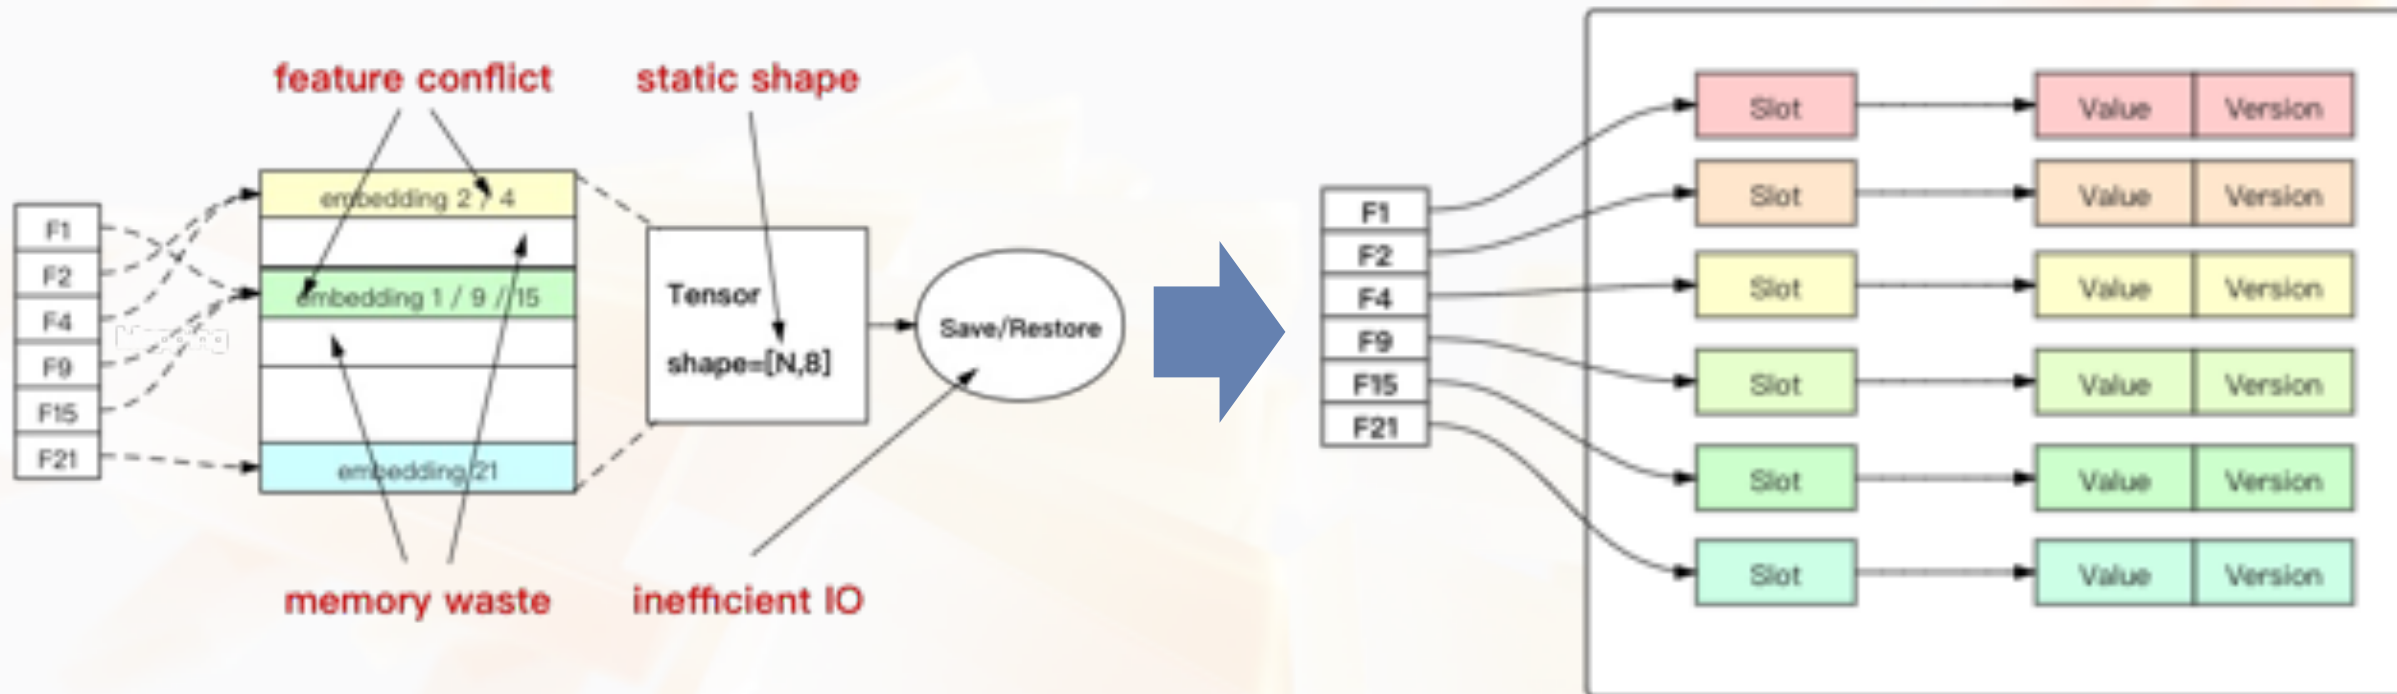 feature conflict
static shape
F1
F2
F4
F9
F15
F21
Mapping
embedding 2 / 4
embedding 1 / 9 / 15
embedding 21
Tensor
shape=[N,8]
Save/Restore
memory waste
inefficient IO
F1
F2
F4
F9
F15
F21
Slot Value Version
Slot Value Version
Slot Value Version
Slot Value Version
Slot Value Version
Slot Value Version